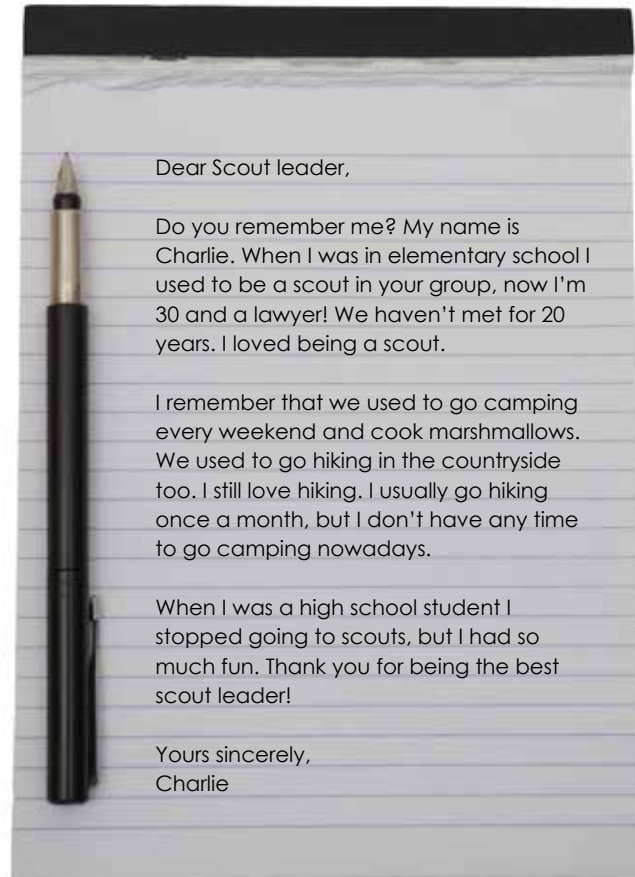 Dear Scout leader,
Do you remember me? My name is
Charlie. When I was in elementary school I
used to be a scout in your group, now I'm
30 and a lawyer! We haven't met for 20
years. I loved being a scout.
I remember that we used to go camping
every weekend and cook marshmallows.
We used to go hiking in the countryside
too. I still love hiking. I usually go hiking
once a month, but I don't have any time
to go camping nowadays.
When I was a high school student I
stopped going to scouts, but I had so
much fun. Thank you for being the best
scout leader!
Yours sincerely,
Charlie